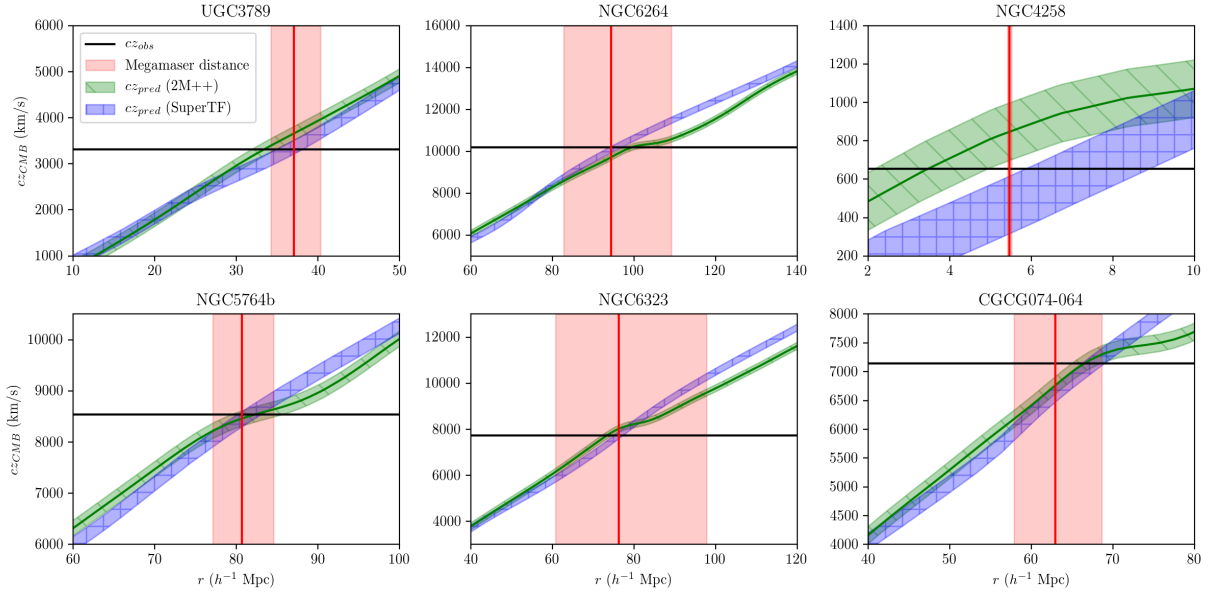 UGC3789
NGC6264
NGC4258
6000
5000
4000
3000
2000
1000
cz_CMB (km/s)
cz_obs
Megamaser distance
cz_pred (2M++)
cz_pred (SuperTF)
10 20 30 40 50
16000
14000
12000
10000
8000
6000
60 80 100 120 140
1400
1200
1000
800
600
400
200
2 4 6 8 10
NGC5764b
NGC6323
CGCG074-064
10000
9000
8000
7000
6000
cz_CMB (km/s)
60 70 80 90 100
r (h⁻¹ Mpc)
12000
10000
8000
6000
4000
40 60 80 100 120
r (h⁻¹ Mpc)
8000
7500
7000
6500
6000
5500
5000
4500
4000
40 50 60 70 80
r (h⁻¹ Mpc)